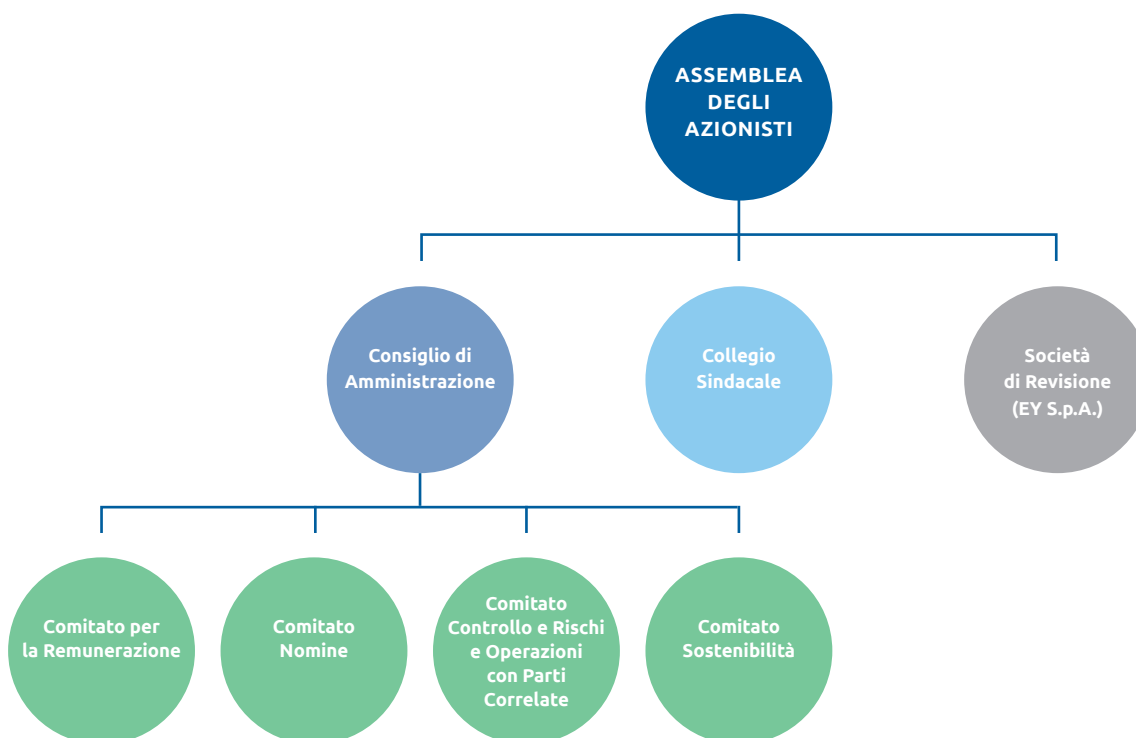 ASSEMBLEA
DEGLI
AZIONISTI
Consiglio di
Amministrazione
Collegio
Sindacale
Società
di Revisione
(EY S.p.A.)
Comitato per
la Remunerazione
Comitato
Nomine
Comitato
Controllo e Rischi
e Operazioni
con Parti
Correlate
Comitato
Sostenibilità